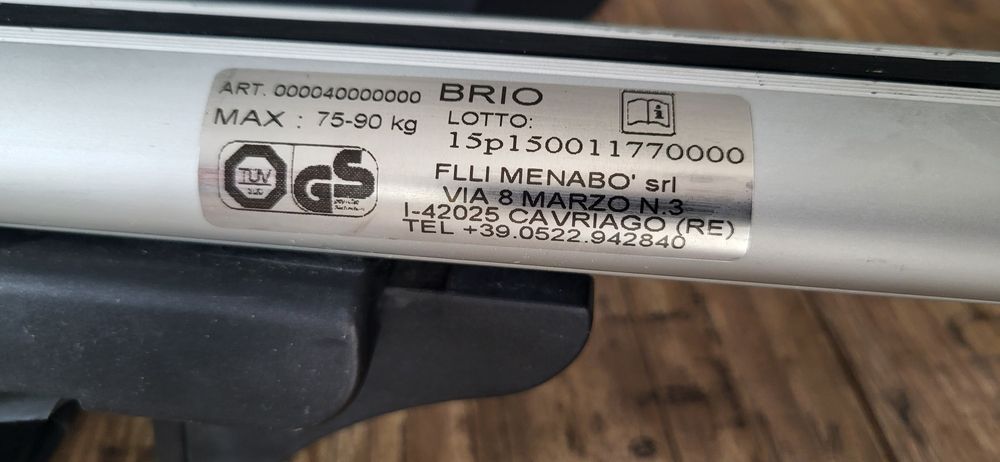 ART. 000040000000 BRIO
MAX : 75-90 kg
LOTTO:
15p150011770000
TÜV
SÜD
GS
FLLI MENABO' srl
VIA 8 MARZO N.3
I-42025 CAVRIAGO (RE)
TEL +39.0522.942840